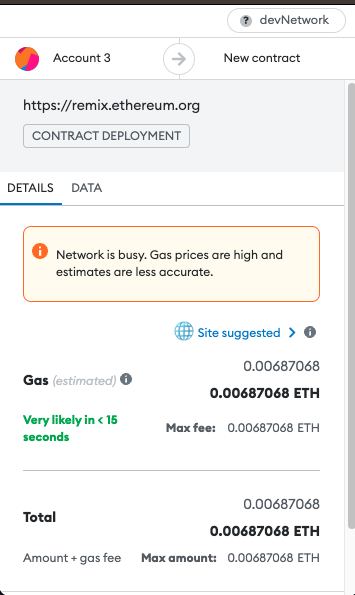 devNetwork
Account 3
New contract
https://remix.ethereum.org
CONTRACT DEPLOYMENT
DETAILS
DATA
Network is busy. Gas prices are high and
estimates are less accurate.
Site suggested
0.00687068
Gas (estimated)
0.00687068 ETH
Very likely in < 15
seconds
Max fee: 0.00687068 ETH
0.00687068
Total
0.00687068 ETH
Amount + gas fee
Max amount: 0.00687068 ETH